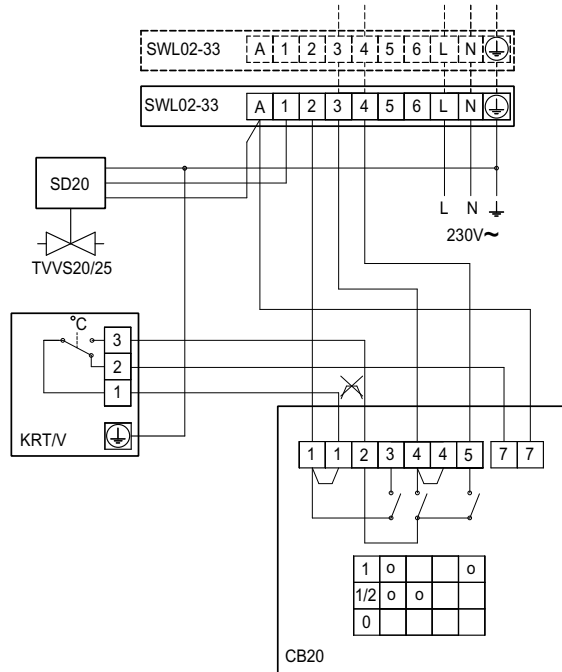 SWL02-33 A 1 2 3 4 5 6 L N
SWL02-33 A 1 2 3 4 5 6 L N
SD20
L N
230V~
TVVS20/25
°C
3
2
1
KRT/V
1 1 2 3 4 4 5 7 7
1 o o
1/2 o o
0
CB20